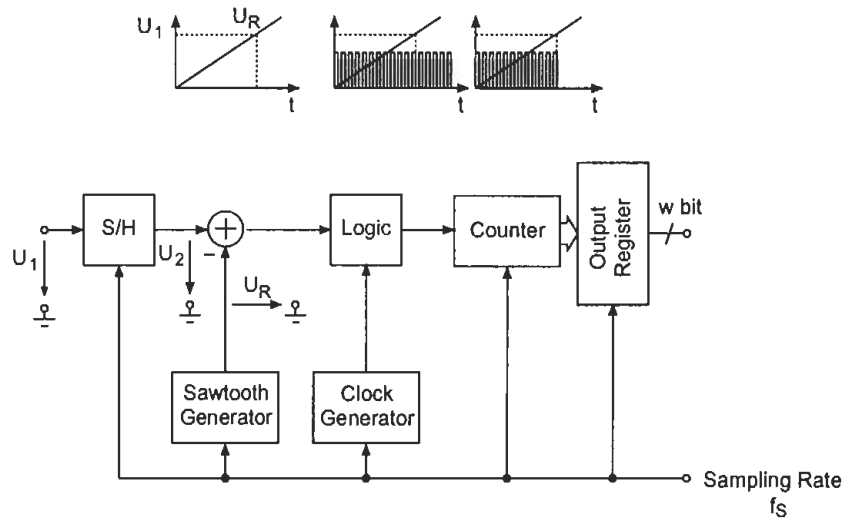 U1 UR t
t
t
S/H
+
−
Logic
Counter
Output
Register
w bit
U1
U2
UR
Sawtooth
Generator
Clock
Generator
Sampling Rate
fS